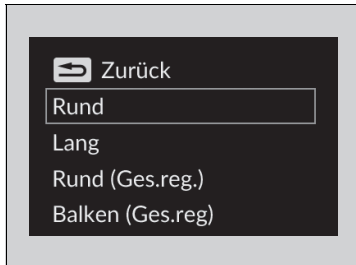 Zurück
Rund
Lang
Rund (Ges.reg.)
Balken (Ges.reg)